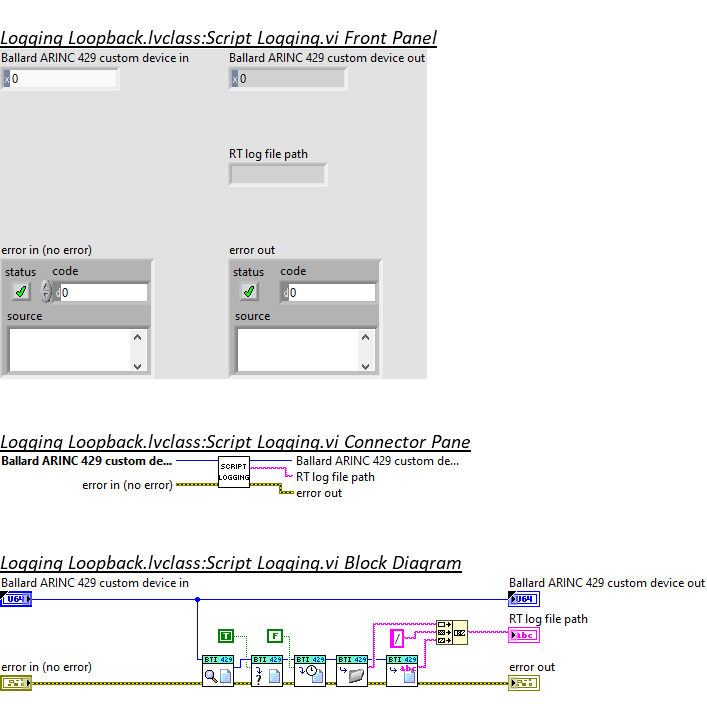 Logging Loopback.lvclass:Script Logging.vi Front Panel
Ballard ARINC 429 custom device in
Ballard ARINC 429 custom device out
x 0
x 0
RT log file path
error in (no error)
error out
status code
status code
d 0
d 0
source
source
Logging Loopback.lvclass:Script Logging.vi Connector Pane
Ballard ARINC 429 custom de...
SCRIPT
LOGGING
Ballard ARINC 429 custom de...
RT log file path
error in (no error)
error out
Logging Loopback.lvclass:Script Logging.vi Block Diagram
Ballard ARINC 429 custom device in
Ballard ARINC 429 custom device out
U64
U64
RT log file path
T
F
/
abc
error in (no error)
BTI 429
BTI 429
?
BTI 429
BTI 429
BTI 429
abc
error out